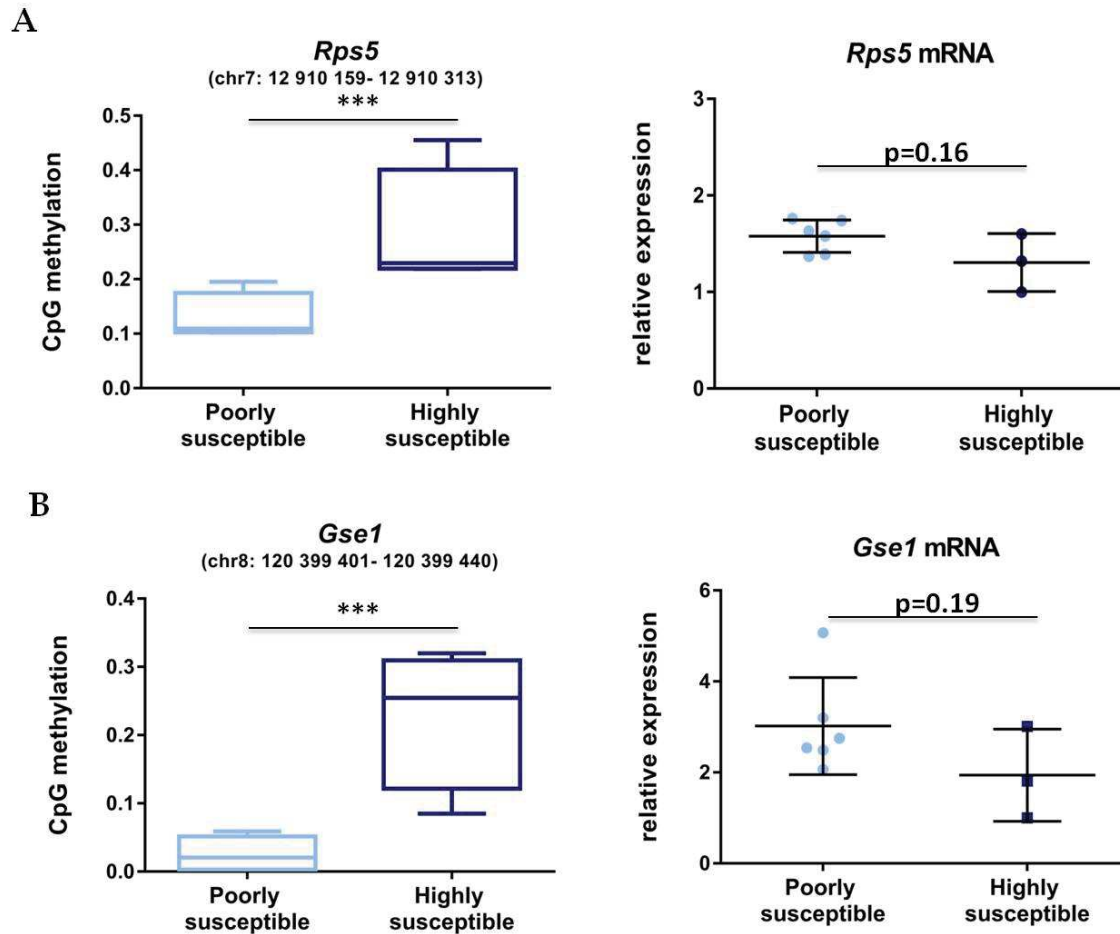 A
Rps5
(chr7: 12 910 159- 12 910 313)
***
CpG methylation
0.5
0.4
0.3
0.2
0.1
0.0
Poorly susceptible
Highly susceptible
Rps5 mRNA
relative expression
3
2
1
0
p=0.16
Poorly susceptible
Highly susceptible
B
Gse1
(chr8: 120 399 401- 120 399 440)
***
CpG methylation
0.4
0.3
0.2
0.1
0.0
Poorly susceptible
Highly susceptible
Gse1 mRNA
relative expression
6
4
2
0
p=0.19
Poorly susceptible
Highly susceptible